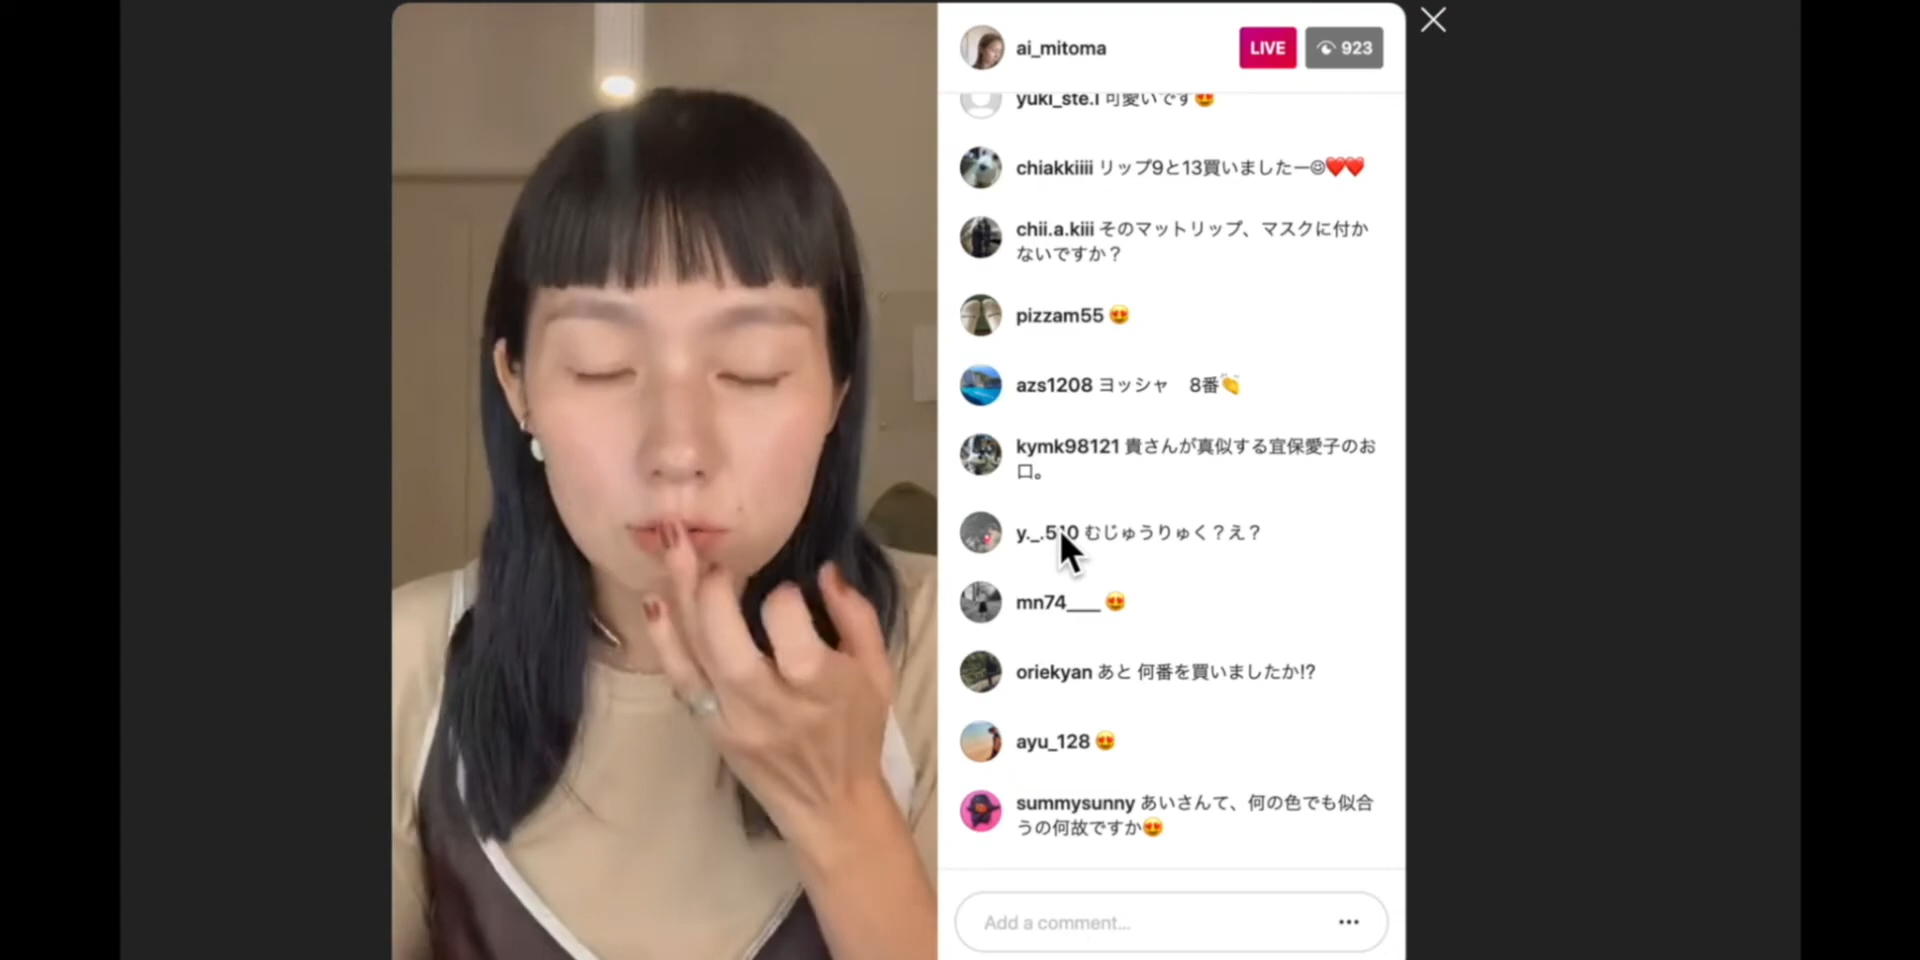 ai_mitoma
LIVE
923
yuki_ste.l 可愛いです😍
chiakkiiii リップ9と13買いましたー☺❤️❤️
chii.a.kiii そのマットリップ、マスクに付か
ないですか？
pizzam55 😍
azs1208 ヨッシャ　8番👏
kymk98121 貴さんが真似する宜保愛子のお
口。
y._.510 むじゅうりゅく？え？
mn74____ 😍
oriekyan あと 何番を買いましたか!?
ayu_128 😍
summysunny あいさんて、何の色でも似合
うの何故ですか😍
Add a comment...